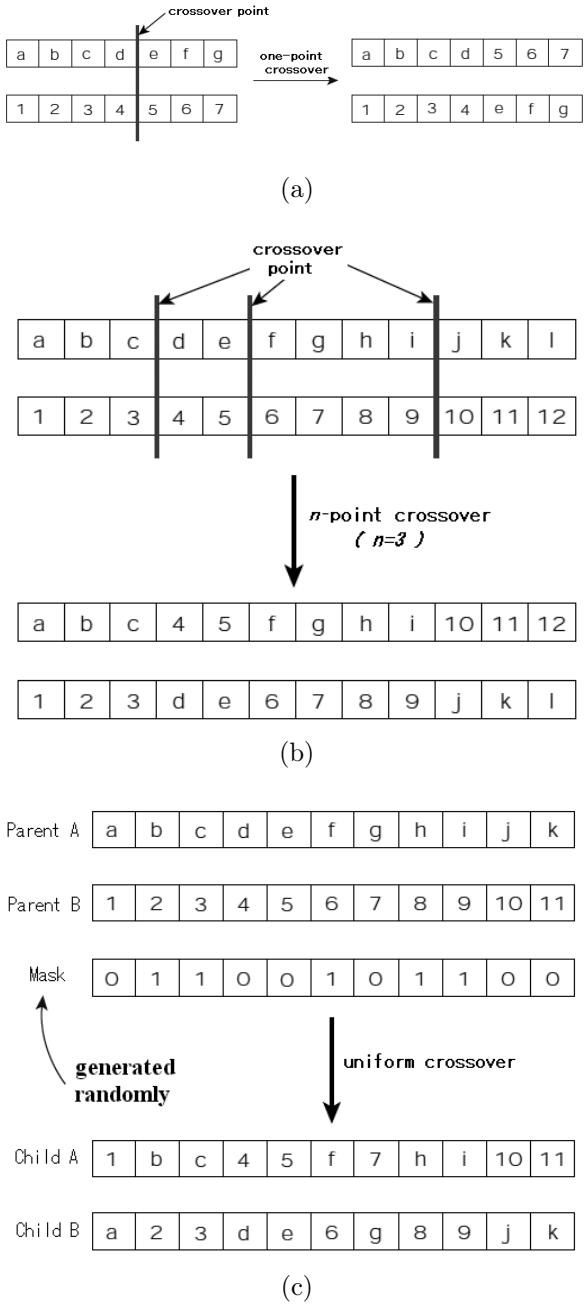 crossover point
a b c d e f g
1 2 3 4 5 6 7
one-point
crossover
a b c d 5 6 7
1 2 3 4 e f g
(a)
crossover
point
a b c d e f g h i j k l
1 2 3 4 5 6 7 8 9 10 11 12
n-point crossover
( n=3 )
a b c 4 5 f g h i 10 11 12
1 2 3 d e 6 7 8 9 j k l
(b)
Parent A a b c d e f g h i j k
Parent B 1 2 3 4 5 6 7 8 9 10 11
Mask 0 1 1 0 0 1 0 1 1 0 0
generated
randomly
uniform crossover
Child A 1 b c 4 5 f 7 h i 10 11
Child B a 2 3 d e 6 g 8 9 j k
(c)